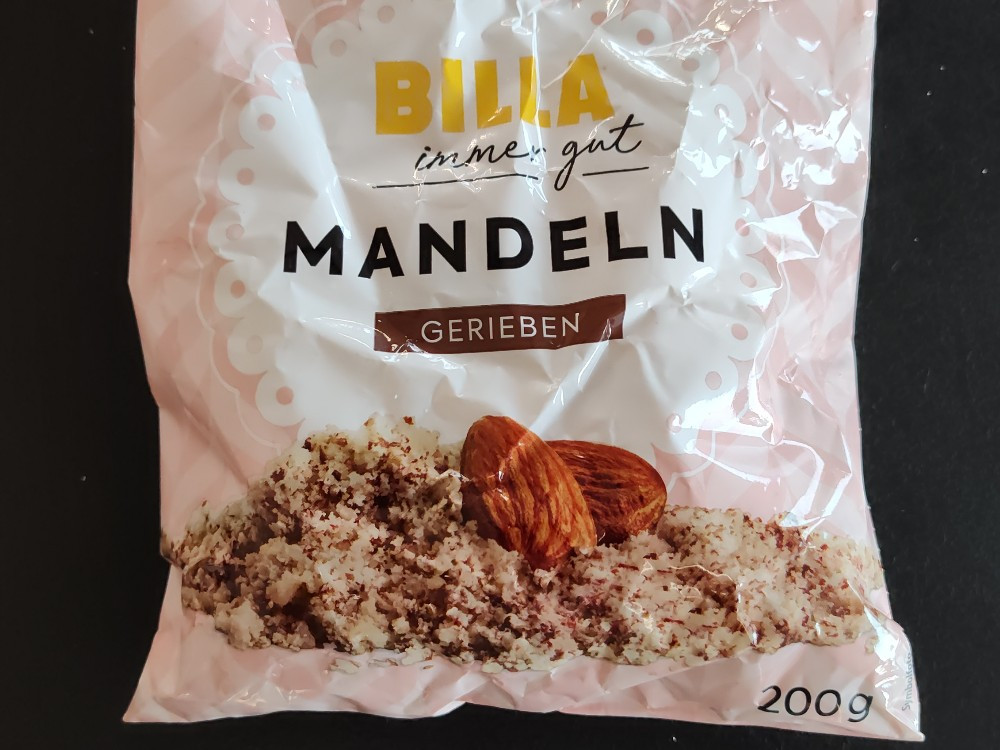 BILLA
immer gut
MANDELN
GERIEBEN
200g